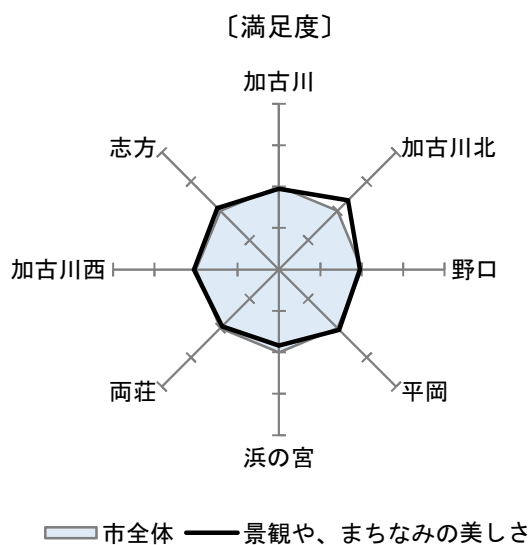 〔満足度〕
加古川
志方
加古川北
加古川西
野口
両荘
平岡
浜の宮
市全体
景観や、まちなみの美しさ